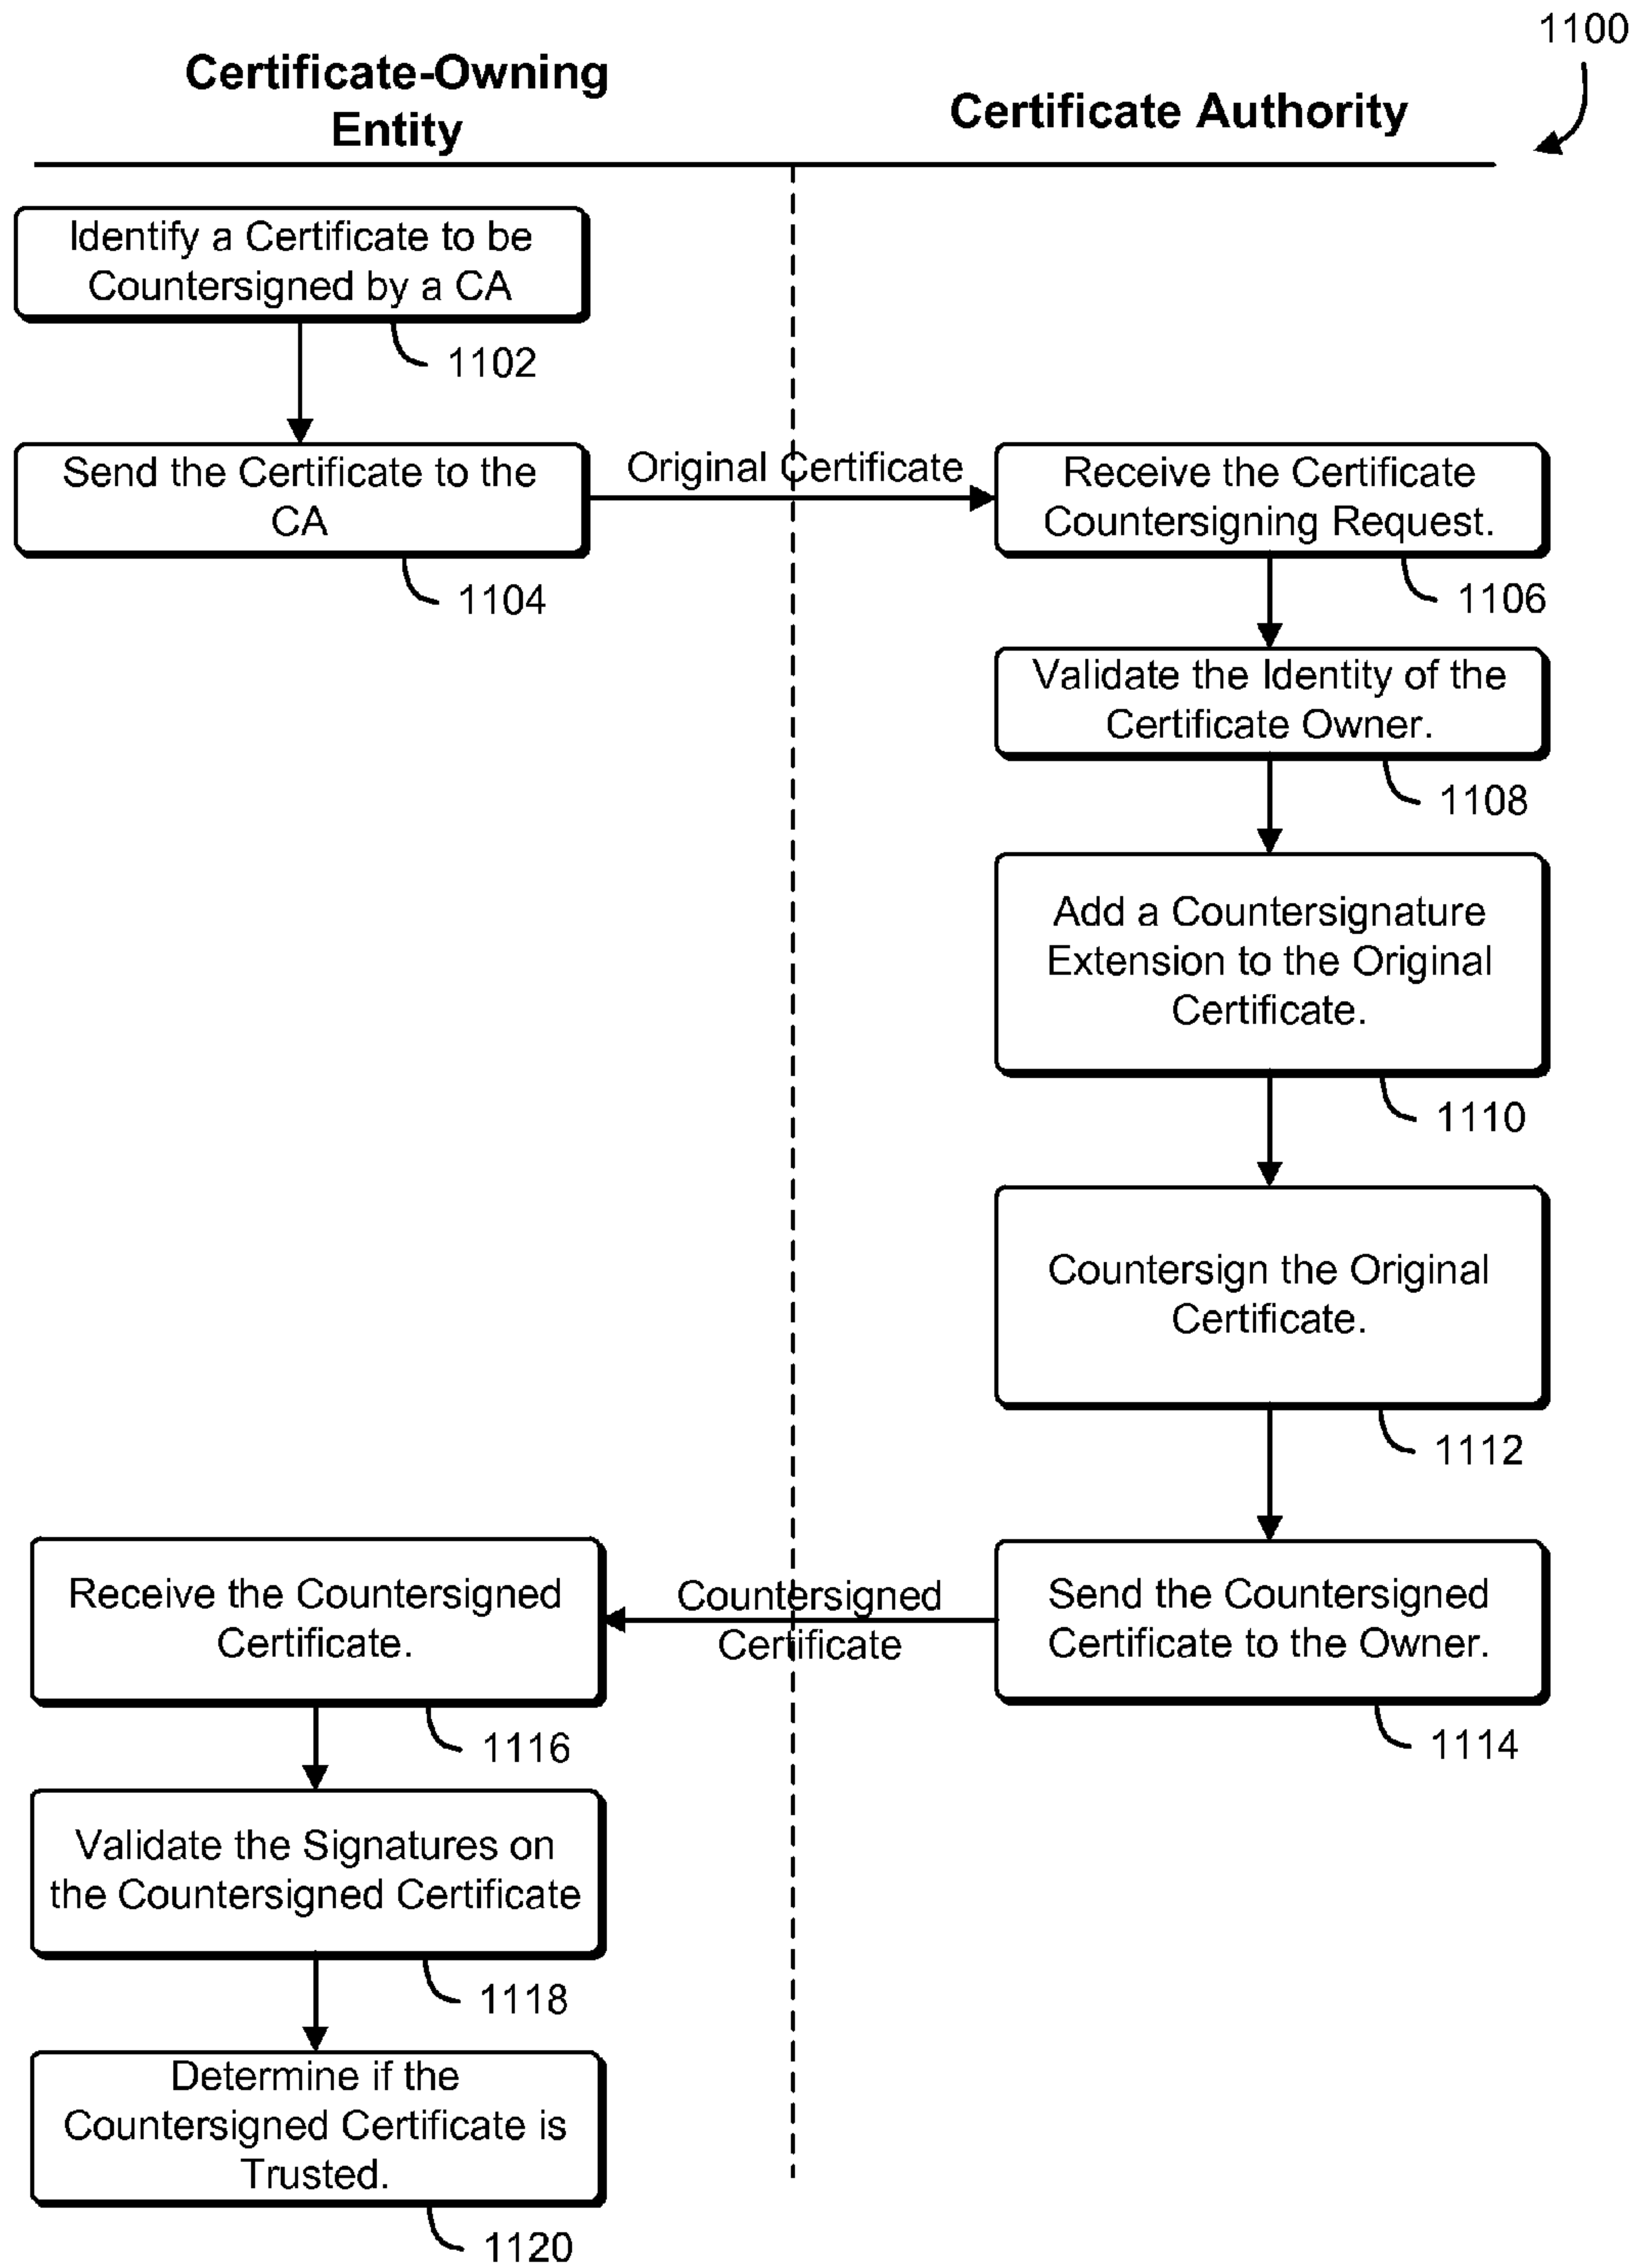 1100
Certificate-Owning
Entity
Certificate Authority
Identify a Certificate to be
Countersigned by a CA
1102
Send the Certificate to the
CA
1104
Original Certificate
Receive the Certificate
Countersigning Request.
1106
Validate the Identity of the
Certificate Owner.
1108
Add a Countersignature
Extension to the Original
Certificate.
1110
Countersign the Original
Certificate.
1112
Send the Countersigned
Certificate to the Owner.
1114
Countersigned
Certificate
Receive the Countersigned
Certificate.
1116
Validate the Signatures on
the Countersigned Certificate
1118
Determine if the
Countersigned Certificate is
Trusted.
1120